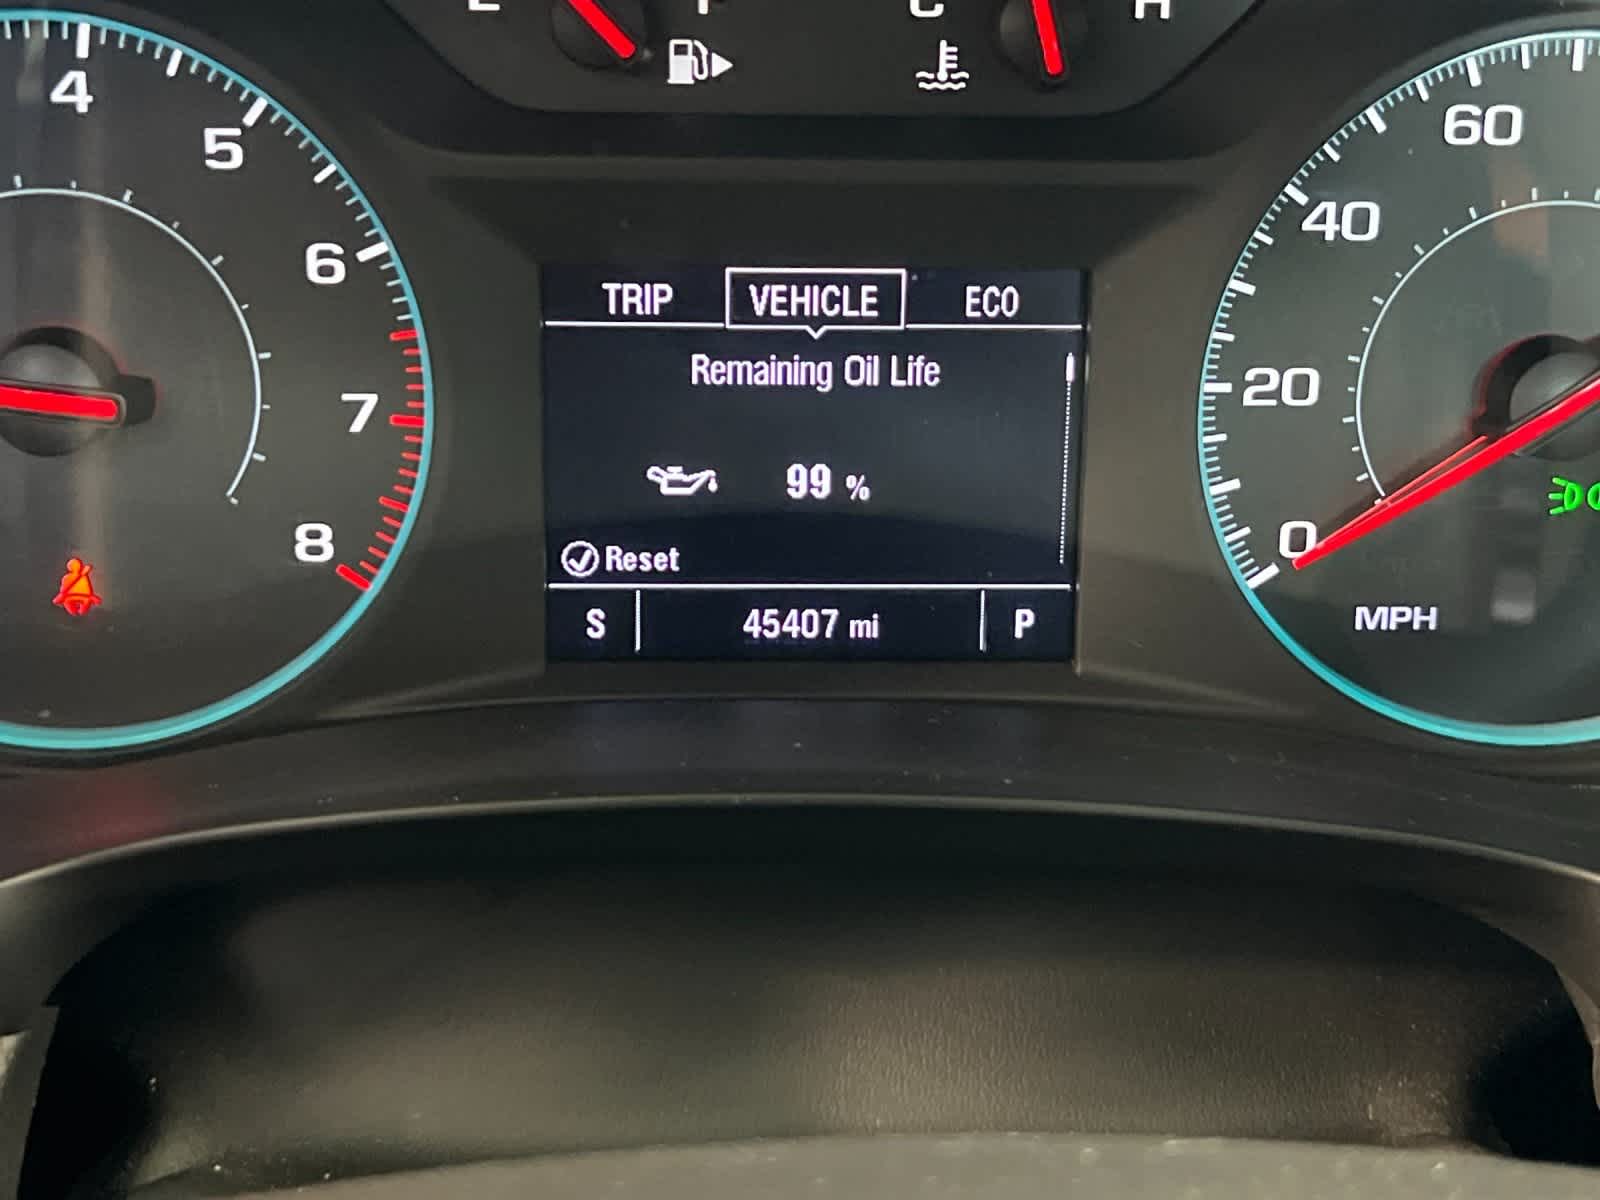 C H
4
5
6
7
8
60
40
20
0
MPH
TRIP VEHICLE ECO
Remaining Oil Life
99 %
Reset
S 45407 mi P